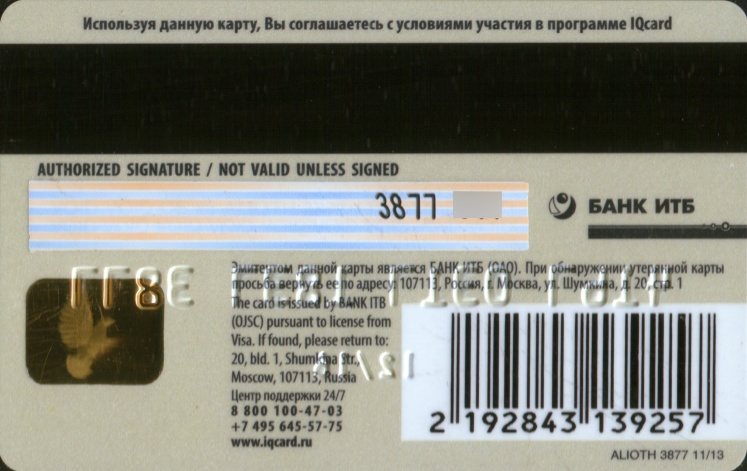 Используя данную карту, Вы соглашаетесь с условиями участия в программе IQcard
AUTHORIZED SIGNATURE / NOT VALID UNLESS SIGNED
3877
БАНК ИТБ
Эмитентом данной карты является БАНК ИТБ (ОАО). При обнаружении утерянной карты
просьба вернуть ее по адресу: 107113, Россия, г. Москва, ул. Шумкина, д. 20, стр. 1
The card is issued by BANK ITB
(OJSC) pursuant to license from
Visa. If found, please return to:
20, bld. 1, Shumkina Str.,
Moscow, 107113, Russia
Центр поддержки 24/7
8 800 100-47-03
+7 495 645-57-75
www.iqcard.ru
2 192843 139257
ALIOTH 3877 11/13